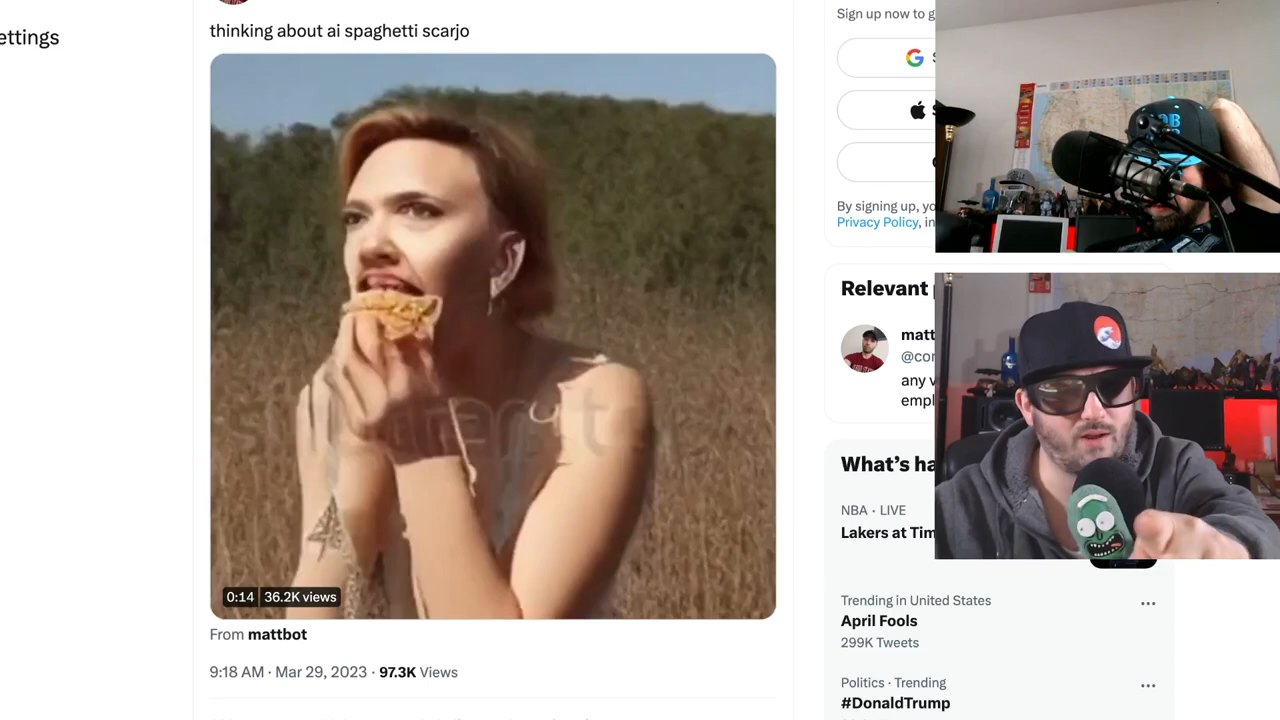 ettings
thinking about ai spaghetti scarjo
0:14 36.2K views
From mattbot
9:18 AM · Mar 29, 2023 · 97.3K Views
Sign up now to g
S
S
By signing up, yo
Privacy Policy, in
Relevant
matt
@cor
any v
empl
What's ha
NBA · LIVE
Lakers at Tim
Trending in United States
April Fools
299K Tweets
Politics · Trending
#DonaldTrump